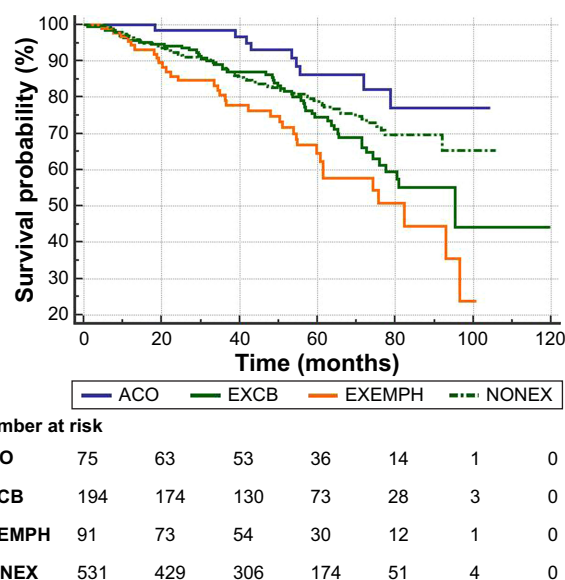 Survival probability (%)
100
90
80
70
60
50
40
30
20
0 20 40 60 80 100 120
Time (months)
ACO EXCB EXEMPH NONEX
mber at risk
O 75 63 53 36 14 1 0
CB 194 174 130 73 28 3 0
EMPH 91 73 54 30 12 1 0
NEX 531 429 306 174 51 4 0